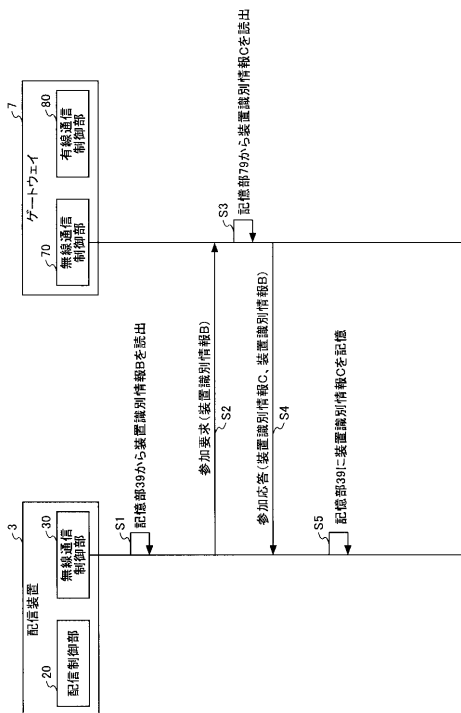 3
配信装置
20
配信制御部
30
無線通信
制御部
7
ゲートウェイ
70
無線通信
制御部
80
有線通信
制御部
S1
記憶部39から装置識別情報Bを読出
参加要求(装置識別情報B)
S2
S3
記憶部79から装置識別情報Cを読出
参加応答(装置識別情報C、装置識別情報B)
S4
S5
記憶部39に装置識別情報Cを記憶